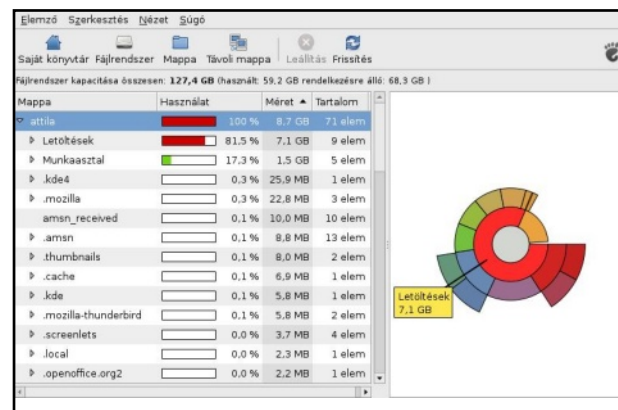 Elemző Szerkesztés Nézet Súgó
Saját könyvtár Fájlrendszer Mappa Távoli mappa Leállítás Frissítés
Fájlrendszer kapacitása összesen: 127,4 GB (használt: 59,2 GB rendelkezésre álló: 68,3 GB )
Mappa Használat Méret Tartalom
attila 100 % 8,7 GB 71 elem
Letöltések 81,5 % 7,1 GB 9 elem
Munkaasztal 17,3 % 1,5 GB 5 elem
.kde4 0,3 % 25,9 MB 1 elem
.mozilla 0,3 % 22,8 MB 3 elem
amsn_received 0,1 % 10,0 MB 10 elem
.amsn 0,1 % 8,8 MB 13 elem
.thumbnails 0,1 % 8,0 MB 2 elem
.cache 0,1 % 6,9 MB 1 elem
.kde 0,1 % 5,8 MB 1 elem
.mozilla-thunderbird 0,1 % 5,8 MB 2 elem
.screenlets 0,0 % 3,7 MB 4 elem
.local 0,0 % 2,3 MB 1 elem
.openoffice.org2 0,0 % 2,2 MB 1 elem
Letöltések
7,1 GB